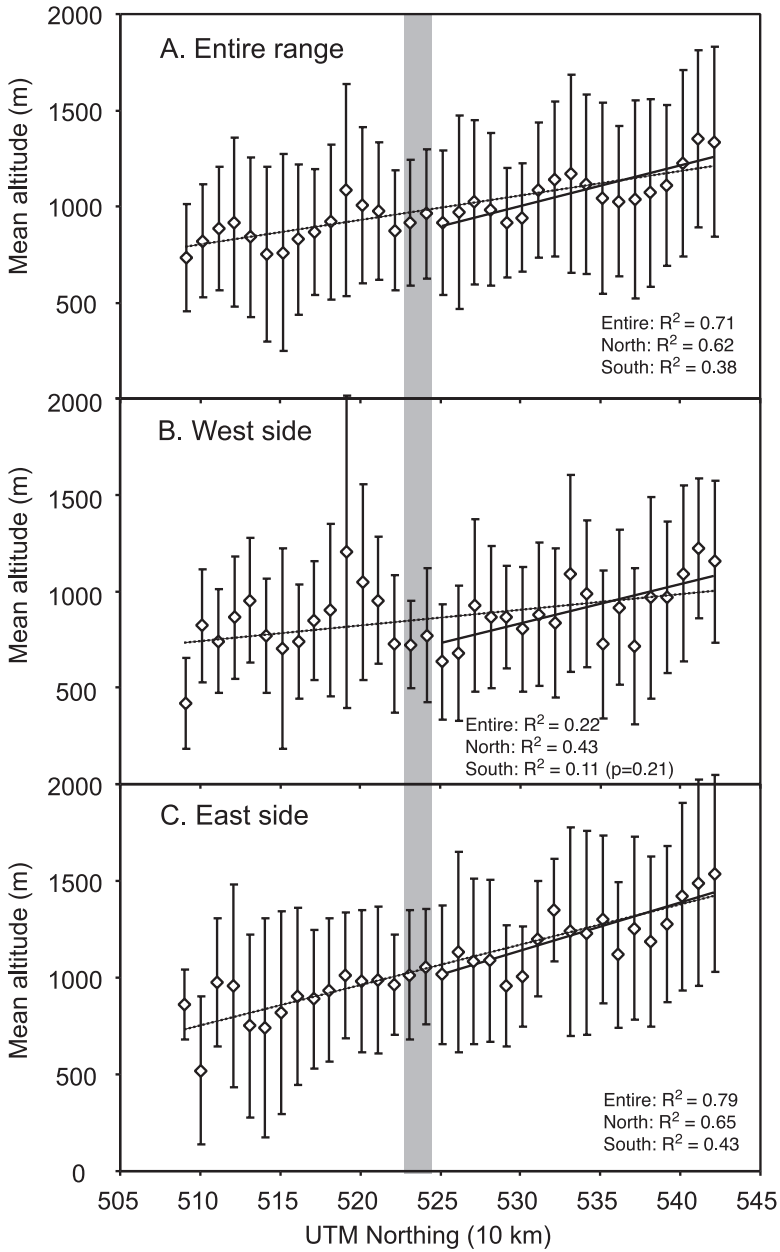 2000
A. Entire range
1500
1000
500
Mean altitude (m)
Entire: R² = 0.71
North: R² = 0.62
South: R² = 0.38
2000
B. West side
1500
1000
500
Mean altitude (m)
Entire: R² = 0.22
North: R² = 0.43
South: R² = 0.11 (p=0.21)
2000
C. East side
1500
1000
500
0
Mean altitude (m)
Entire: R² = 0.79
North: R² = 0.65
South: R² = 0.43
505 510 515 520 525 530 535 540 545
UTM Northing (10 km)